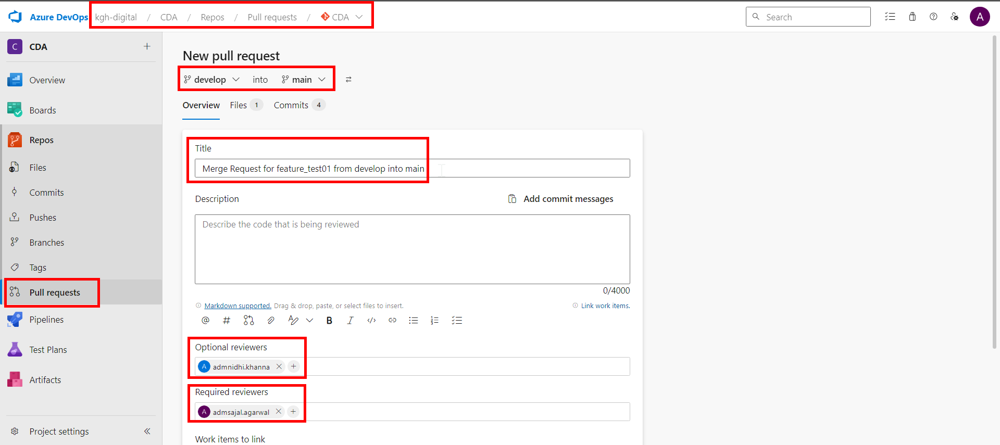 Azure DevOps kgh-digital / CDA / Repos / Pull requests / CDA
Search
A
C CDA
Overview
Boards
Repos
Files
Commits
Pushes
Branches
Tags
Pull requests
Pipelines
Test Plans
Artifacts
Project settings
New pull request
develop into main
Overview Files 1 Commits 4
Title
Merge Request for feature_test01 from develop into main
Description Add commit messages
Describe the code that is being reviewed
0/4000
Markdown supported. Drag & drop, paste, or select files to insert. Link work items.
@ # B I </>
Optional reviewers
A admnidhi.khanna
Required reviewers
A admsajal.agarwal
Work items to link